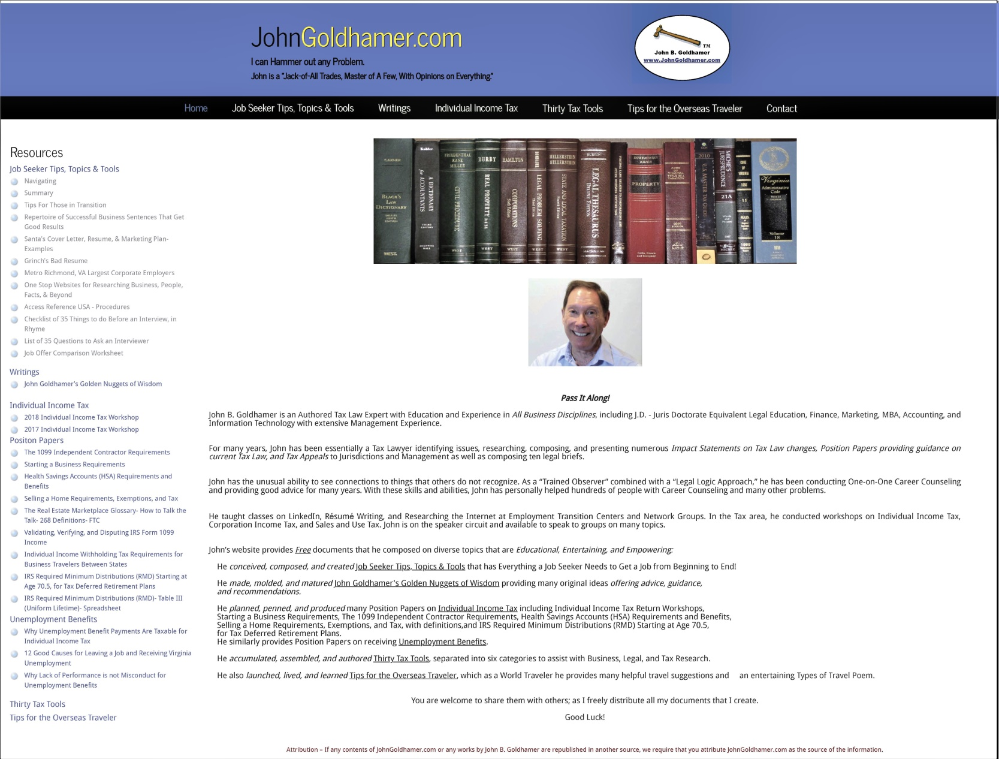 JohnGoldhamer.com
I can Hammer out any Problem.
John is a "Jack-of-All Trades, Master of A Few, With Opinions on Everything."
TM
John B. Goldhamer
www.JohnGoldhamer.com
Home
Job Seeker Tips, Topics & Tools
Writings
Individual Income Tax
Thirty Tax Tools
Tips for the Overseas Traveler
Contact
Resources
Job Seeker Tips, Topics & Tools
Navigating
Summary
Tips For Those in Transition
Repertoire of Successful Business Sentences That Get
Good Results
Santa's Cover Letter, Resume, & Marketing Plan-
Examples
Grinch's Bad Resume
Metro Richmond, VA Largest Corporate Employers
One Stop Websites for Researching Business, People,
Facts, & Beyond
Access Reference USA - Procedures
Checklist of 35 Things to do Before an Interview, in
Rhyme
List of 35 Questions to Ask an Interviewer
Job Offer Comparison Worksheet
Writings
John Goldhamer's Golden Nuggets of Wisdom
Individual Income Tax
2018 Individual Income Tax Workshop
2017 Individual Income Tax Workshop
Positon Papers
The 1099 Independent Contractor Requirements
Starting a Business Requirements
Health Savings Accounts (HSA) Requirements and
Benefits
Selling a Home Requirements, Exemptions, and Tax
The Real Estate Marketplace Glossary- How to Talk the
Talk- 268 Definitions- FTC
Validating, Verifying, and Disputing IRS Form 1099
Income
Individual Income Withholding Tax Requirements for
Business Travelers Between States
IRS Required Minimum Distributions (RMD) Starting at
Age 70.5, for Tax Deferred Retirement Plans
IRS Required Minimum Distributions (RMD)- Table III
(Uniform Lifetime)- Spreadsheet
Unemployment Benefits
Why Unemployment Benefit Payments Are Taxable for
Individual Income Tax
12 Good Causes for Leaving a Job and Receiving Virginia
Unemployment
Why Lack of Performance is not Misconduct for
Unemployment Benefits
Thirty Tax Tools
Tips for the Overseas Traveler
GARNER
BLACK'S
LAW
DICTIONARY
WEST.
Kohler
A DICTIONARY
for ACCOUNTANTS
THIRD EDITION
PRENTICE
HALL
FRIEDENTHAL
KANE
MILLER
CIVIL PROCEDURE
WEST
BURBY
REAL PROPERTY 3rd Ed.
WEST
HAMILTON
CORPORATIONS
WEST
LEGAL PROBLEM SOLVING
WEST
HELLERSTEIN
HELLERSTEIN
STATE AND LOCAL TAXATION
WEST
BURTON
LEGAL THESAURUS
DELUXE EDITION
MACMILLAN
MICHIE
DUKEMINIER
KRIER
PROPERTY
Little, Brown
and Company
CODE
OF
VIRGINIA
TAXATION
MICHIE
2010
U.S. MASTER TAX GUIDE
MICHIE'S
JURISPRUDENCE
21A
Words
and
Phrases
MICHIE
CODE
OF
VIRGINIA
1950
11
RULES
1999
Virginia
Administrative
Code
Volume
18
Pass It Along!
John B. Goldhamer is an Authored Tax Law Expert with Education and Experience in All Business Disciplines, including J.D. - Juris Doctorate Equivalent Legal Education, Finance, Marketing, MBA, Accounting, and
Information Technology with extensive Management Experience.
For many years, John has been essentially a Tax Lawyer identifying issues, researching, composing, and presenting numerous Impact Statements on Tax Law changes, Position Papers providing guidance on
current Tax Law, and Tax Appeals to Jurisdictions and Management as well as composing ten legal briefs.
John has the unusual ability to see connections to things that others do not recognize. As a “Trained Observer” combined with a “Legal Logic Approach,” he has been conducting One-on-One Career Counseling
and providing good advice for many years. With these skills and abilities, John has personally helped hundreds of people with Career Counseling and many other problems.
He taught classes on LinkedIn, Résumé Writing, and Researching the Internet at Employment Transition Centers and Network Groups. In the Tax area, he conducted workshops on Individual Income Tax,
Corporation Income Tax, and Sales and Use Tax. John is on the speaker circuit and available to speak to groups on many topics.
John’s website provides Free documents that he composed on diverse topics that are Educational, Entertaining, and Empowering:
He conceived, composed, and created Job Seeker Tips, Topics & Tools that has Everything a Job Seeker Needs to Get a Job from Beginning to End!
He made, molded, and matured John Goldhamer's Golden Nuggets of Wisdom providing many original ideas offering advice, guidance,
and recommendations.
He planned, penned, and produced many Position Papers on Individual Income Tax including Individual Income Tax Return Workshops,
Starting a Business Requirements, The 1099 Independent Contractor Requirements, Health Savings Accounts (HSA) Requirements and Benefits,
Selling a Home Requirements, Exemptions, and Tax, with definitions,and IRS Required Minimum Distributions (RMD) Starting at Age 70.5,
for Tax Deferred Retirement Plans.
He similarly provides Position Papers on receiving Unemployment Benefits.
He accumulated, assembled, and authored Thirty Tax Tools, separated into six categories to assist with Business, Legal, and Tax Research.
He also launched, lived, and learned Tips for the Overseas Traveler, which as a World Traveler he provides many helpful travel suggestions and an entertaining Types of Travel Poem.
You are welcome to share them with others; as I freely distribute all my documents that I create.
Good Luck!
Attribution – If any contents of JohnGoldhamer.com or any works by John B. Goldhamer are republished in another source, we require that you attribute JohnGoldhamer.com as the source of the information.